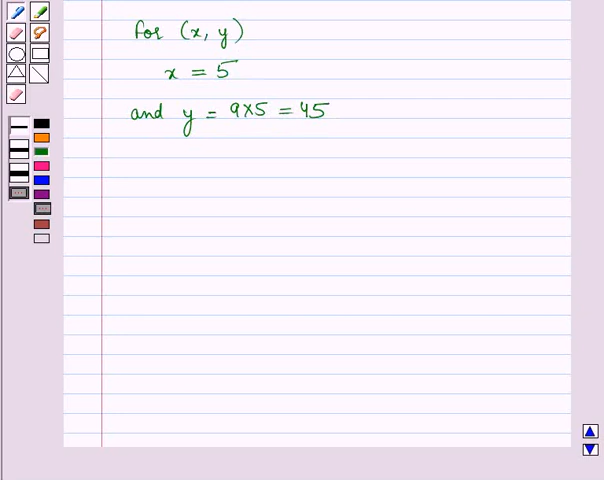 for (x, y)
x = 5
and y = 9×5 = 45